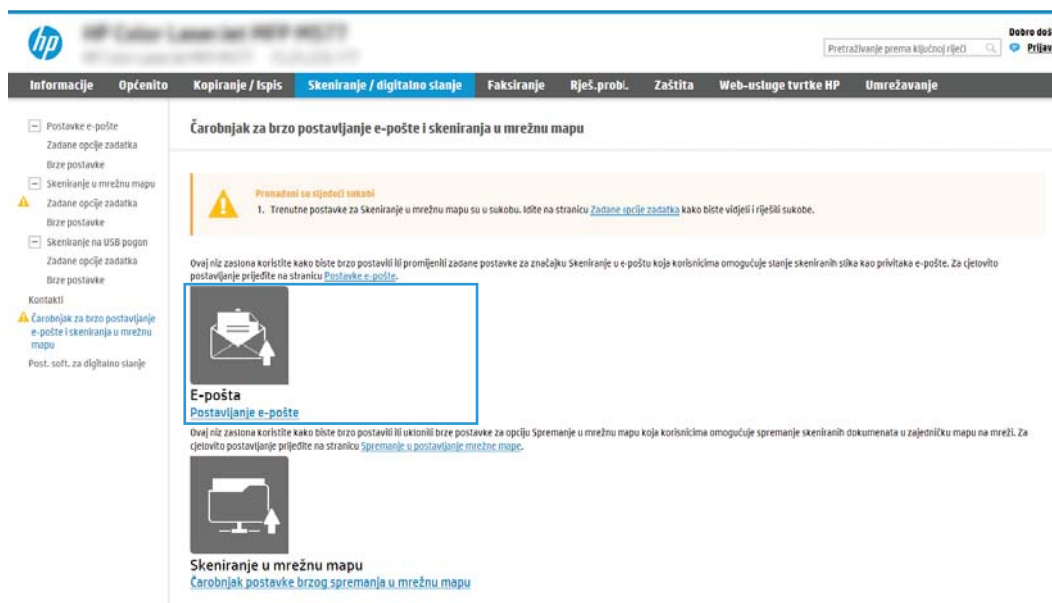 hp
Dobro doš
Pretraživanje prema ključnoj riječi
Prijav
Informacije Općenito Kopiranje / Ispis Skeniranje / digitalno slanje Faksiranje Rješ.probl. Zaštita Web-usluge tvrtke HP Umrežavanje
Postavke e-pošte
Zadane opcije zadatka
Brze postavke
Skeniranje u mrežnu mapu
Zadane opcije zadatka
Brze postavke
Skeniranje na USB pogon
Zadane opcije zadatka
Brze postavke
Kontakti
Čarobnjak za brzo postavljanje
e-pošte i skeniranja u mrežnu
mapu
Post. soft. za digitalno slanje
Čarobnjak za brzo postavljanje e-pošte i skeniranja u mrežnu mapu
Pronađeni su sljedeći sukobi
1. Trenutne postavke za Skeniranje u mrežnu mapu su u sukobu. Idite na stranicu Zadane opcije zadatka kako biste vidjeli i riješili sukobe.
Ovaj niz zaslona koristite kako biste brzo postavili ili promijenili zadane postavke za značajku Skeniranje u e-poštu koja korisnicima omogućuje slanje skeniranih slika kao privitaka e-pošte. Za cjelovito
postavljanje prijeđite na stranicu Postavke e-pošte.
E-pošta
Postavljanje e-pošte
Ovaj niz zaslona koristite kako biste brzo postavili ili uklonili brze postavke za opciju Spremanje u mrežnu mapu koja korisnicima omogućuje spremanje skeniranih dokumenata u zajedničku mapu na mreži. Za
cjelovito postavljanje prijeđite na stranicu Spremanje u postavljanje mrežne mape.
Skeniranje u mrežnu mapu
Čarobnjak postavke brzog spremanja u mrežnu mapu